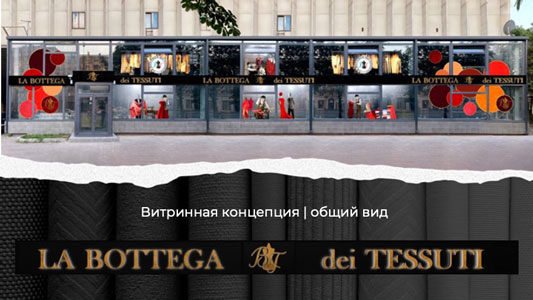 LA BOTTEGA dei TESSUTI LA BOTTEGA dei TESSUTI LA BOTTEGA dei TESSUTI
Витринная концепция | общий вид
LA BOTTEGA BT dei TESSUTI